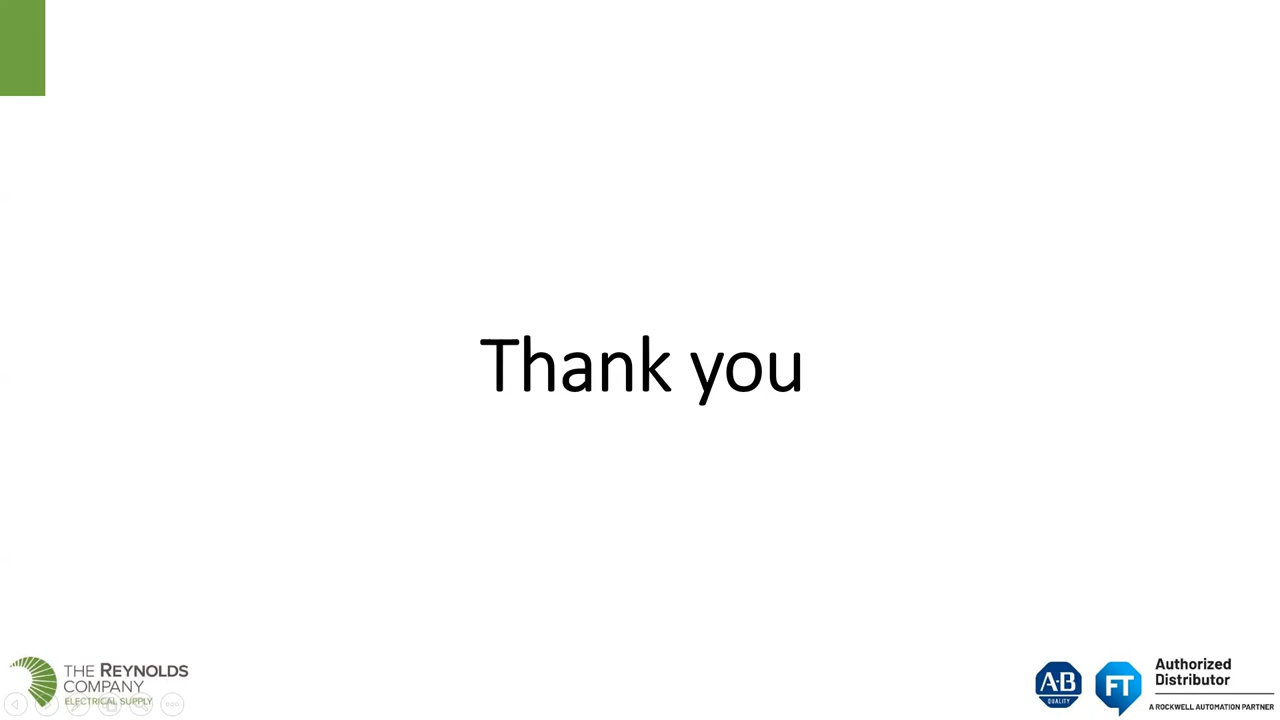 Thank you
THE REYNOLDS
COMPANY
ELECTRICAL SUPPLY
A-B
QUALITY
FT
Authorized
Distributor
A ROCKWELL AUTOMATION PARTNER